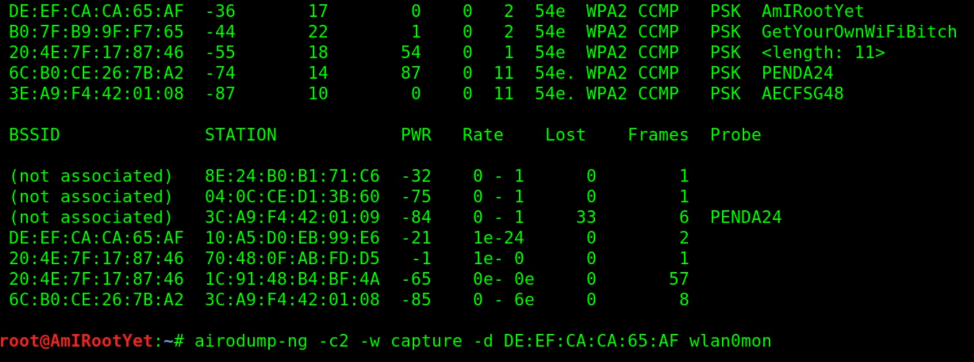 DE:EF:CA:CA:65:AF -36 17 0 0 2 54e WPA2 CCMP PSK AmIRootYet
B0:7F:B9:9F:F7:65 -44 22 1 0 2 54e WPA2 CCMP PSK GetYourOwnWiFiBitch
20:4E:7F:17:87:46 -55 18 54 0 1 54e WPA2 CCMP PSK <length: 11>
6C:B0:CE:26:7B:A2 -74 14 87 0 11 54e. WPA2 CCMP PSK PENDA24
3E:A9:F4:42:01:08 -87 10 0 0 11 54e. WPA2 CCMP PSK AECFSG48
BSSID STATION PWR Rate Lost Frames Probe
(not associated) 8E:24:B0:B1:71:C6 -32 0 - 1 0 1
(not associated) 04:0C:CE:D1:3B:60 -75 0 - 1 0 1
(not associated) 3C:A9:F4:42:01:09 -84 0 - 1 33 6 PENDA24
DE:EF:CA:CA:65:AF 10:A5:D0:EB:99:E6 -21 1e-24 0 2
20:4E:7F:17:87:46 70:48:0F:AB:FD:D5 -1 1e- 0 0 1
20:4E:7F:17:87:46 1C:91:48:B4:BF:4A -65 0e- 0e 0 57
6C:B0:CE:26:7B:A2 3C:A9:F4:42:01:08 -85 0 - 6e 0 8
root@AmIRootYet:~# airodump-ng -c2 -w capture -d DE:EF:CA:CA:65:AF wlan0mon